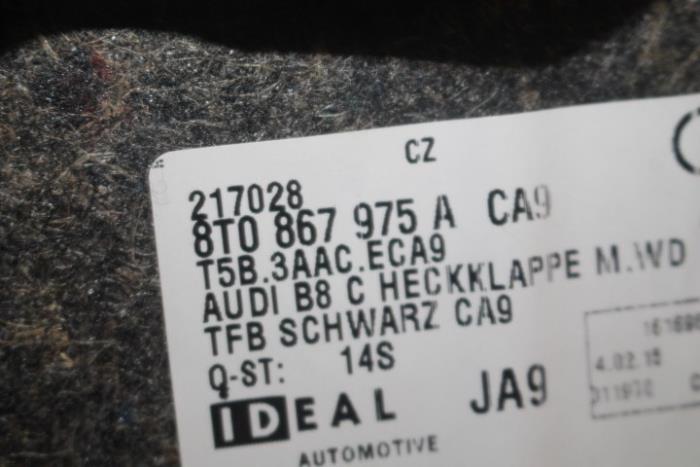 CZ
217028
8T0 867 975 A CA9
T5B.3AAC.ECA9
AUDI B8 C HECKKLAPPE M.WD
TFB SCHWARZ CA9
Q-ST: 14S
JA9
IDEAL
AUTOMOTIVE